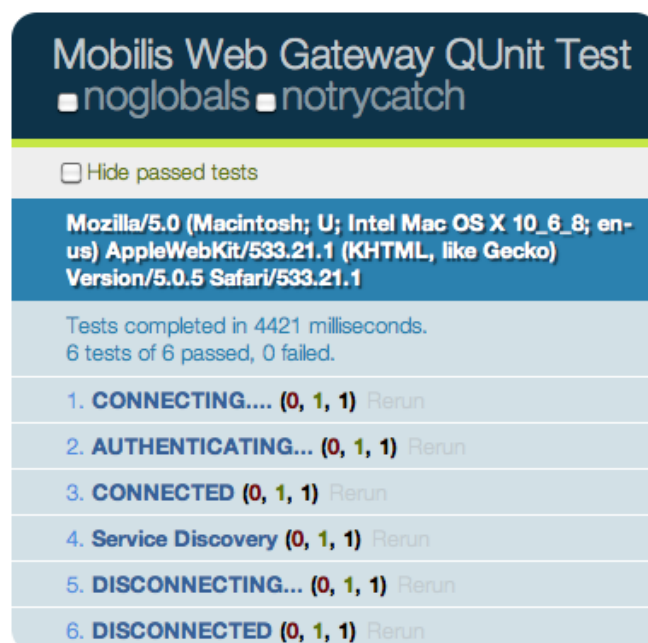 Mobilis Web Gateway QUnit Test
noglobals notrycatch
Hide passed tests
Mozilla/5.0 (Macintosh; U; Intel Mac OS X 10_6_8; en-
us) AppleWebKit/533.21.1 (KHTML, like Gecko)
Version/5.0.5 Safari/533.21.1
Tests completed in 4421 milliseconds.
6 tests of 6 passed, 0 failed.
1. CONNECTING.... (0, 1, 1) Rerun
2. AUTHENTICATING... (0, 1, 1) Rerun
3. CONNECTED (0, 1, 1) Rerun
4. Service Discovery (0, 1, 1) Rerun
5. DISCONNECTING... (0, 1, 1) Rerun
6. DISCONNECTED (0, 1, 1) Rerun